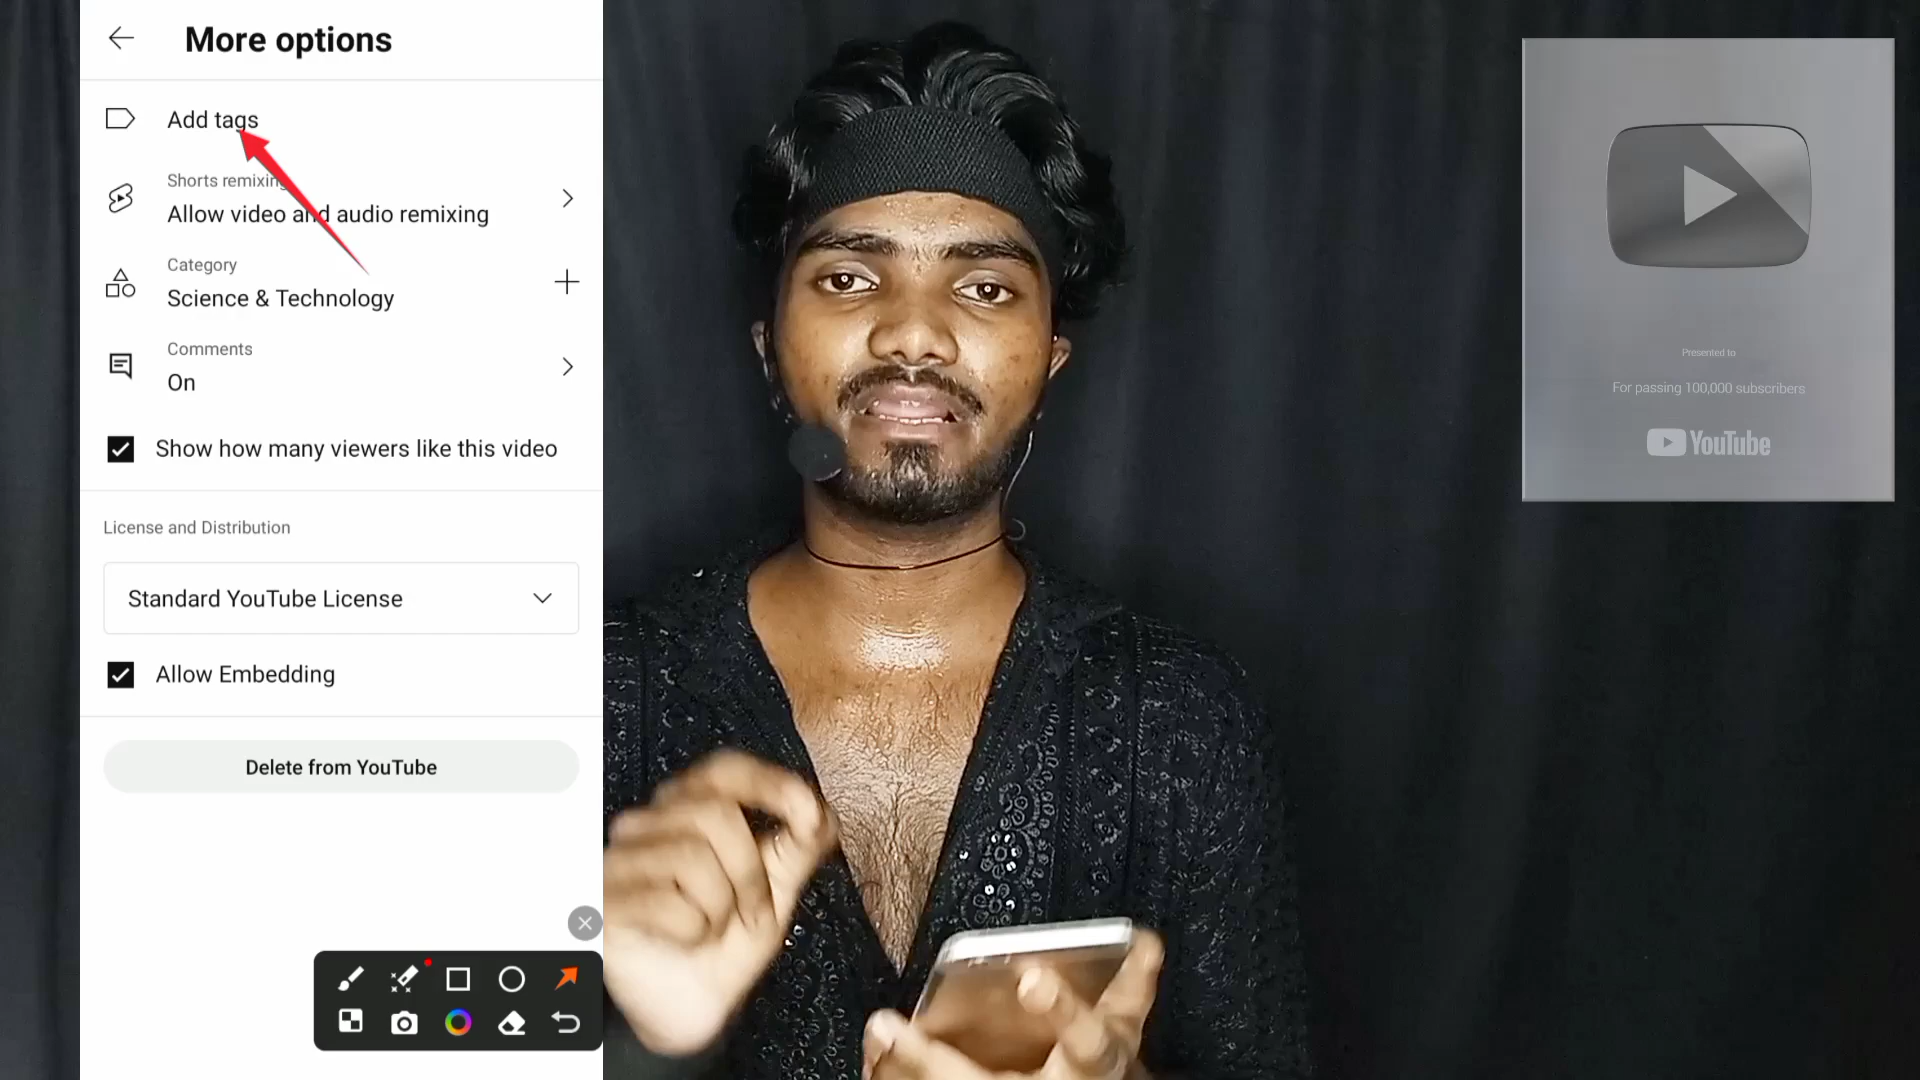 More options
Add tags
Shorts remixing
Allow video and audio remixing
Category
Science & Technology
Comments
On
Show how many viewers like this video
License and Distribution
Standard YouTube License
Allow Embedding
Delete from YouTube
Presented to
For passing 100,000 subscribers
YouTube